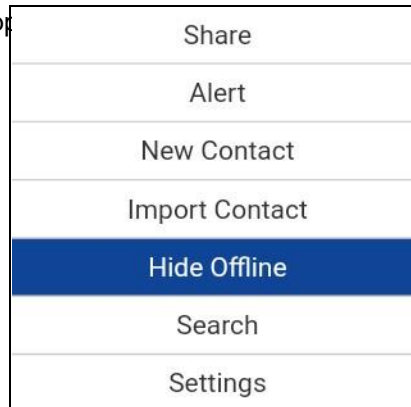 Share
Alert
New Contact
Import Contact
Hide Offline
Search
Settings